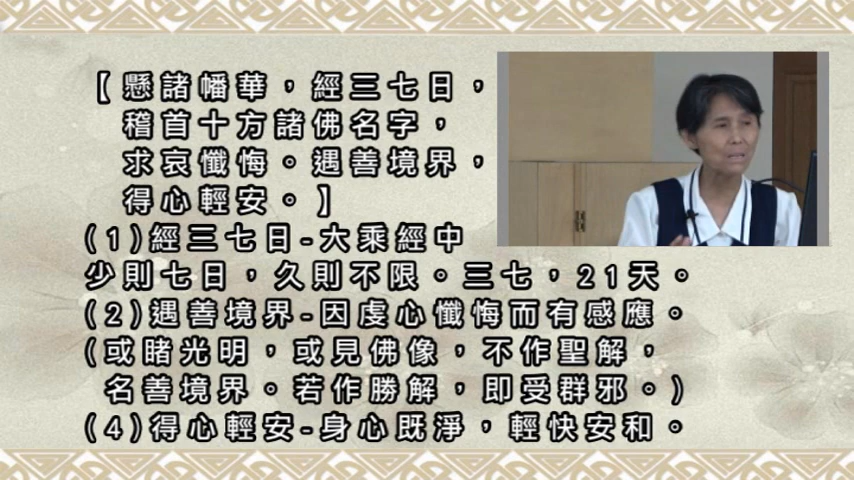 【懸諸幡華，經三七日，
稽首十方諸佛名字，
求哀懺悔。遇善境界，
得心輕安。】
(1)經三七日-大乘經中
少則七日，久則不限。三七，21天。
(2)遇善境界-因虔心懺悔而有感應。
(或睹光明，或見佛像，不作聖解，
名善境界。若作勝解，即受群邪。)
(4)得心輕安-身心既淨，輕快安和。